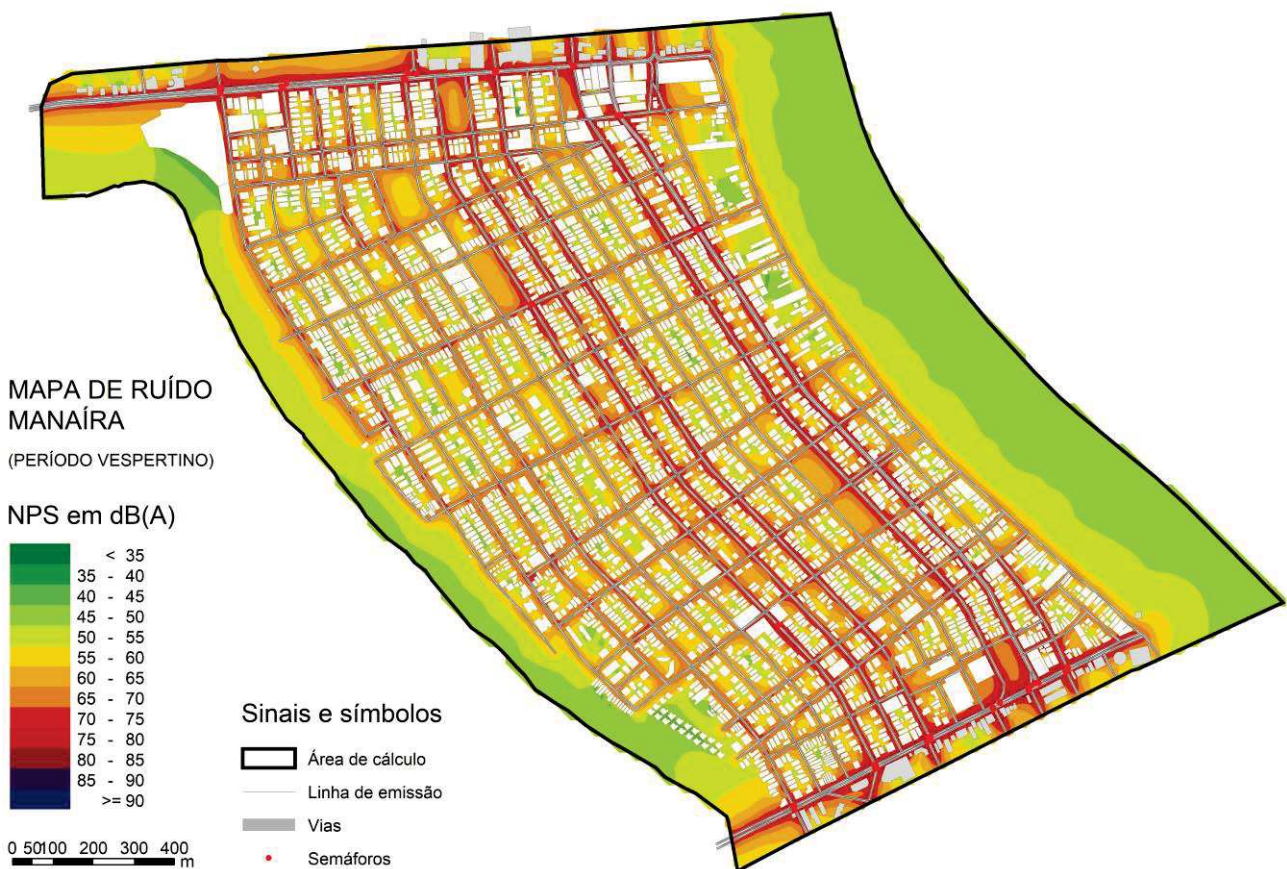 MAPA DE RUÍDO
MANAÍRA
(PERÍODO VESPERTINO)
NPS em dB(A)
< 35
35 - 40
40 - 45
45 - 50
50 - 55
55 - 60
60 - 65
65 - 70
70 - 75
75 - 80
80 - 85
85 - 90
>= 90
0 50100 200 300 400
m
Sinais e símbolos
Área de cálculo
Linha de emissão
Vias
Semáforos